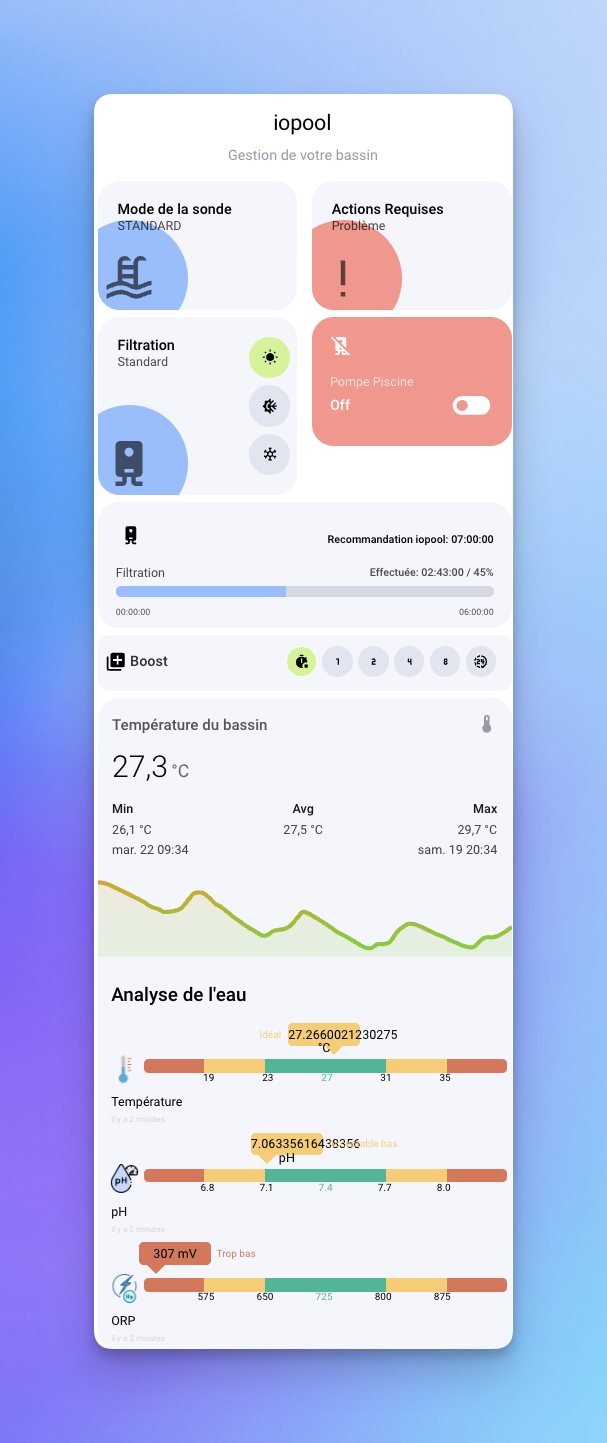 iopool
Gestion de votre bassin
Mode de la sonde
STANDARD
Actions Requises
Problème
Filtration
Standard
Pompe Piscine
Off
Recommandation iopool: 07:00:00
Filtration
Effectuée: 02:43:00 / 45%
00:00:00
06:00:00
Boost
1
2
4
8
24
Température du bassin
27,3 °C
Min
Avg
Max
26,1 °C
27,5 °C
29,7 °C
mar. 22 09:34
sam. 19 20:34
Analyse de l'eau
Idéal
27.2660021230275
°C
19 23 27 31 35
Température
il y a 2 minutes
7.06335616438356
pH
bas
pH
6.8 7.1 7.4 7.7 8.0
pH
il y a 2 minutes
307 mV
Trop bas
575 650 725 800 875
ORP
il y a 2 minutes